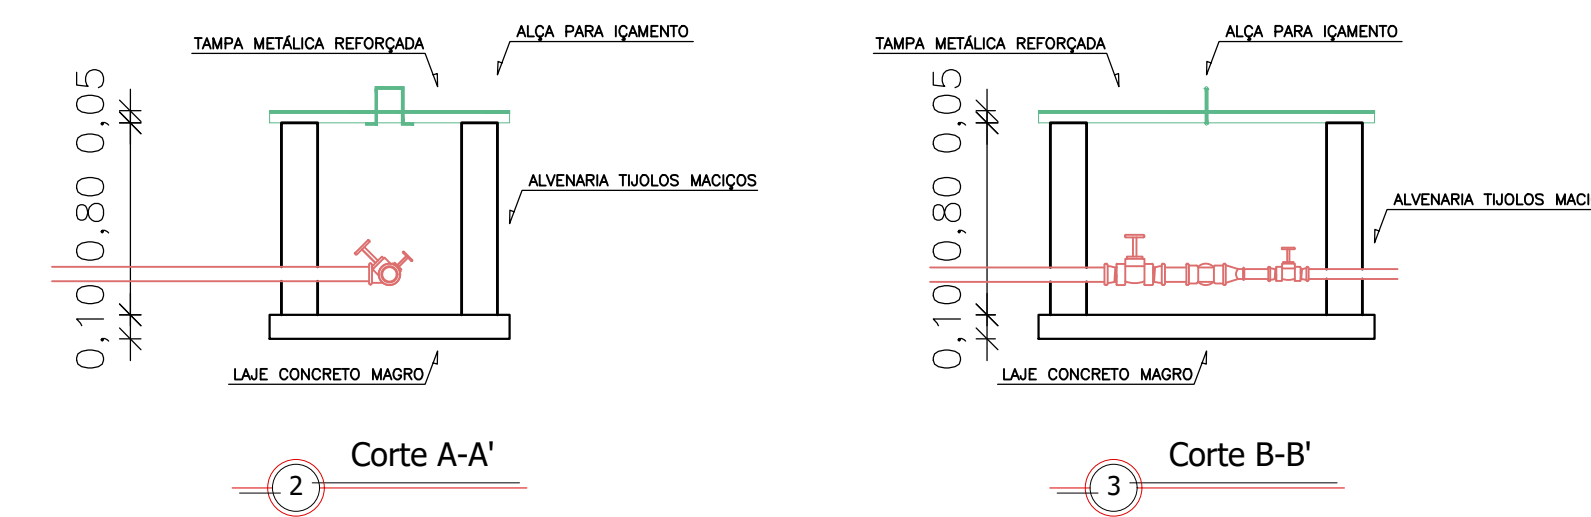 ALÇA PARA IÇAMENTO
TAMPA METÁLICA REFORÇADA
0,10 0,80 0,05
ALVENARIA TIJOLOS MACIÇOS
LAJE CONCRETO MAGRO
Corte A-A'
2
ALÇA PARA IÇAMENTO
TAMPA METÁLICA REFORÇADA
0,10 0,80 0,05
ALVENARIA TIJOLOS MACI
LAJE CONCRETO MAGRO
Corte B-B'
3